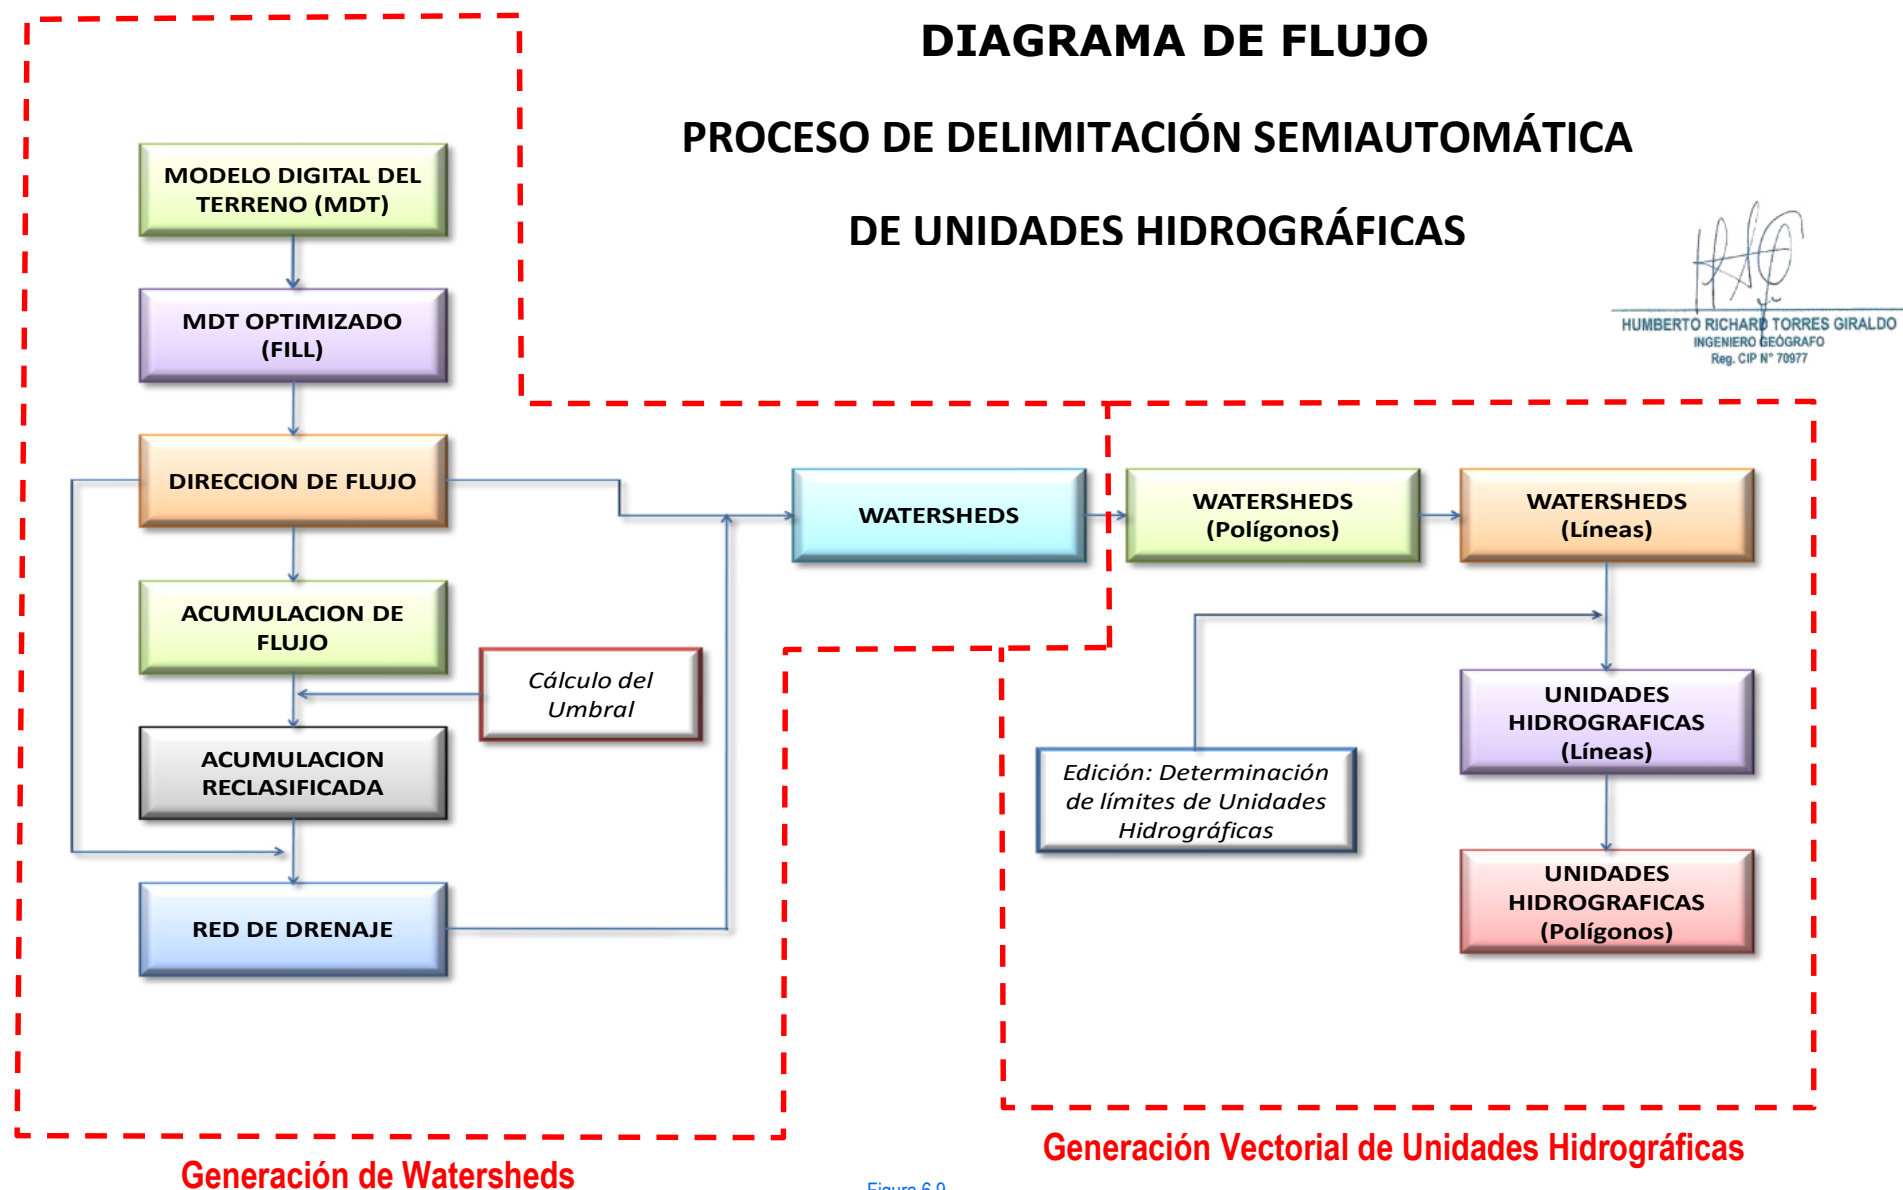 DIAGRAMA DE FLUJO
PROCESO DE DELIMITACIÓN SEMIAUTOMÁTICA
DE UNIDADES HIDROGRÁFICAS
HUMBERTO RICHARD TORRES GIRALDO
INGENIERO GEÓGRAFO
Reg. CIP N° 70977
MODELO DIGITAL DEL
TERRENO (MDT)
MDT OPTIMIZADO
(FILL)
DIRECCION DE FLUJO
ACUMULACION DE
FLUJO
Cálculo del
Umbral
ACUMULACION
RECLASIFICADA
RED DE DRENAJE
WATERSHEDS
WATERSHEDS
(Polígonos)
WATERSHEDS
(Líneas)
UNIDADES
HIDROGRAFICAS
(Líneas)
Edición: Determinación
de límites de Unidades
Hidrográficas
UNIDADES
HIDROGRAFICAS
(Polígonos)
Generación de Watersheds
Generación Vectorial de Unidades Hidrográficas
Figura 6.9